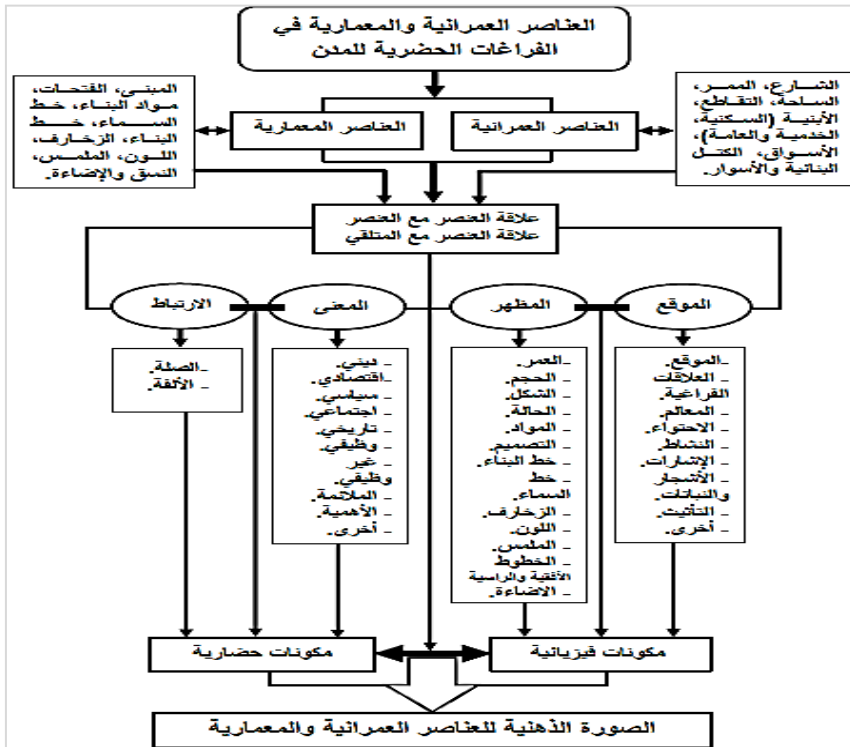 العناصر العمرانية والمعمارية في
الفراغات الحضرية للمدن
الشارع، الممر،
الساحة، التقاطع،
الأبنية (السكنية،
الخدمية والعامة)،
الأسواق، الكتل
البنائية والأسوار.
العناصر العمرانية
العناصر المعمارية
المبنى، الفتحات،
مواد البناء، خط
السماء، خط
البناء، الزخارف،
اللون، الملمس،
النسق والإضاءة.
علاقة العنصر مع العنصر
علاقة العنصر مع المتلقي
الموقع
المظهر
المعنى
الارتباط
-الموقع.
- العلاقات
الفراغية.
- المعالم.
- الاحتواء.
- النشاط.
- الإشارات.
- الأشجار
والنباتات.
- التأثيث.
- أخرى.
-العمر.
- الحجم.
- الشكل.
- الحالة.
- المواد.
- التصميم.
- خط البناء.
- خط
السماء.
- الزخارف.
- اللون.
- الملمس.
- الخطوط
الأفقية والراسية
- الاضاءة.
- ديني.
-اقتصادي.
- سياسي.
- اجتماعي.
- تاريخي.
- وظيفي.
- غير
وظيفي.
- الملائمة.
- الأهمية.
- أخرى.
-الصلة.
- الألفة.
مكونات فيزيائية
مكونات حضارية
الصورة الذهنية للعناصر العمرانية والمعمارية